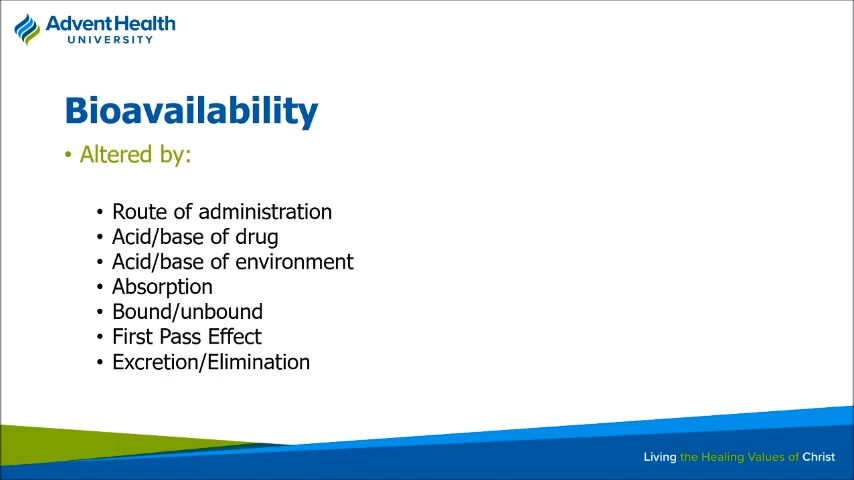 AdventHealth
UNIVERSITY
Bioavailability
• Altered by:
• Route of administration
• Acid/base of drug
• Acid/base of environment
• Absorption
• Bound/unbound
• First Pass Effect
• Excretion/Elimination
Living the Healing Values of Christ